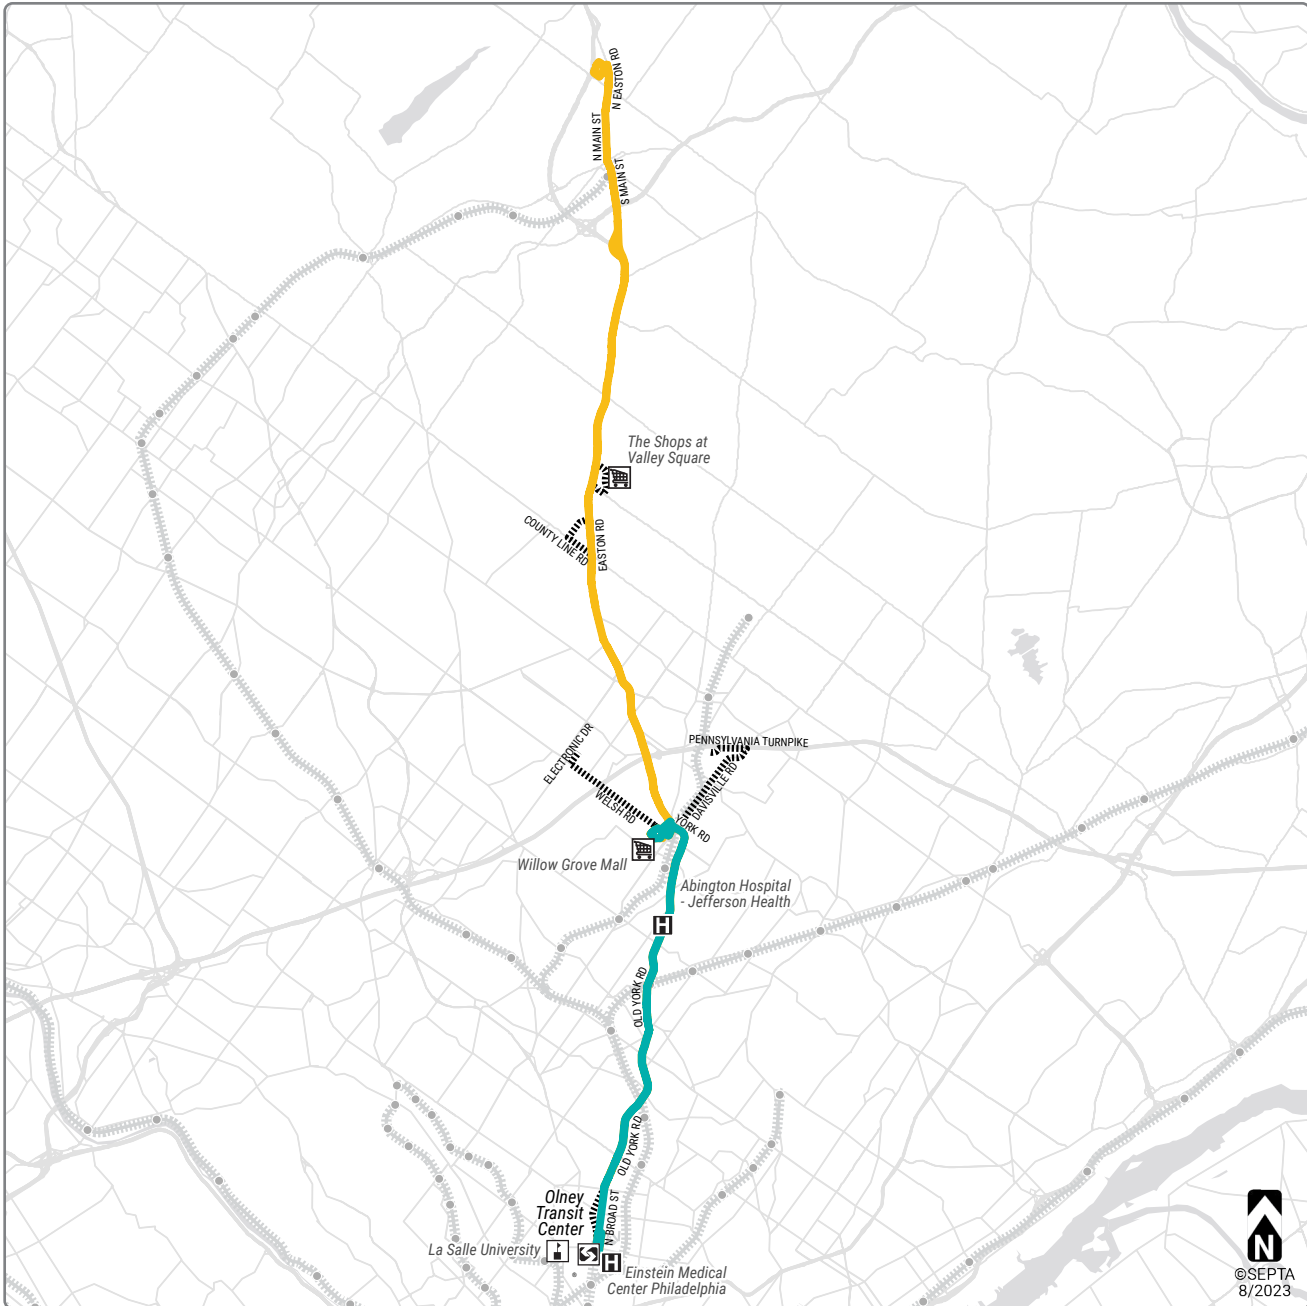 N EASTON RD
N MAIN ST
S MAIN ST
The Shops at
Valley Square
COUNTY LINE RD
EASTON RD
ELECTRONIC DR
PENNSYLVANIA TURNPIKE
WELSH RD
DAVISVILLE RD
YORK RD
Willow Grove Mall
Abington Hospital
- Jefferson Health
H
OLD YORK RD
OLD YORK RD
Olney
Transit
Center
N BROAD ST
La Salle University
H
Einstein Medical
Center Philadelphia
N
©SEPTA
8/2023